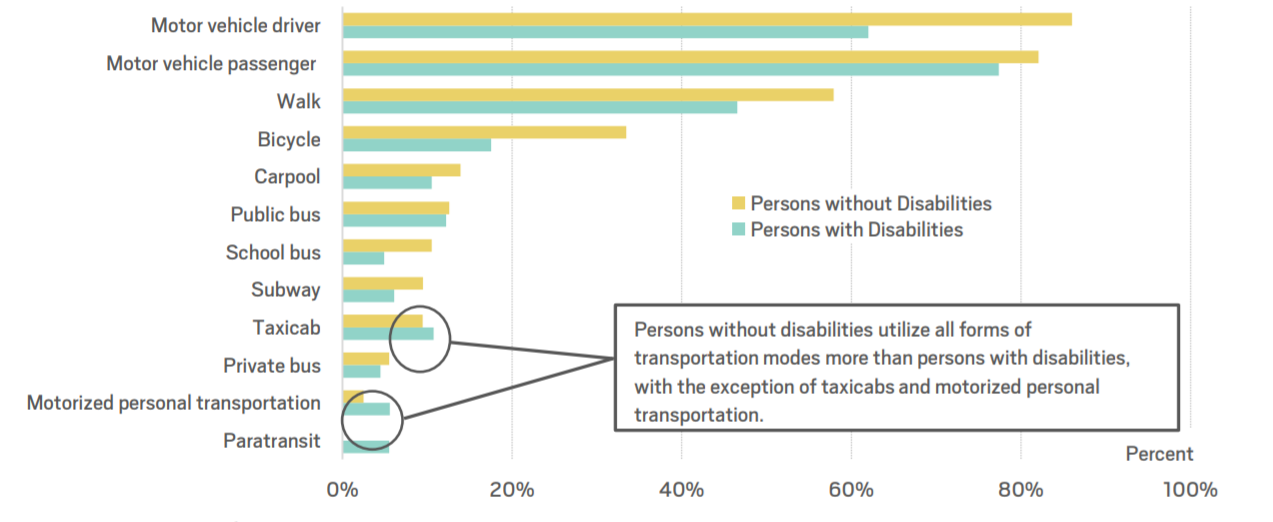 Motor vehicle driver
Motor vehicle passenger
Walk
Bicycle
Carpool
Public bus
School bus
Subway
Taxicab
Private bus
Motorized personal transportation
Paratransit
Persons without Disabilities
Persons with Disabilities
Persons without disabilities utilize all forms of
transportation modes more than persons with disabilities,
with the exception of taxicabs and motorized personal
transportation.
Percent
0%
20%
40%
60%
80%
100%